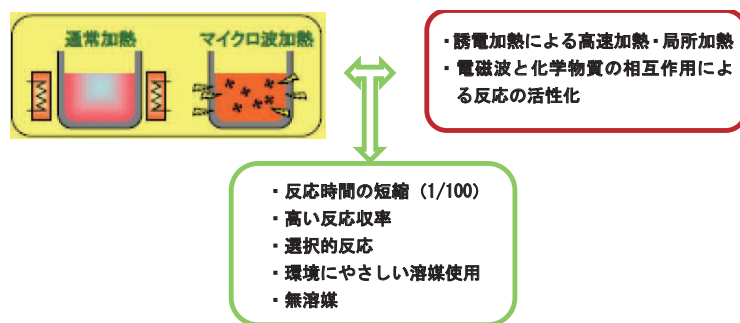 通常加熱
マイクロ波加熱
・誘電加熱による高速加熱・局所加熱
・電磁波と化学物質の相互作用によ
る反応の活性化
・反応時間の短縮（1/100）
・高い反応収率
・選択的反応
・環境にやさしい溶媒使用
・無溶媒